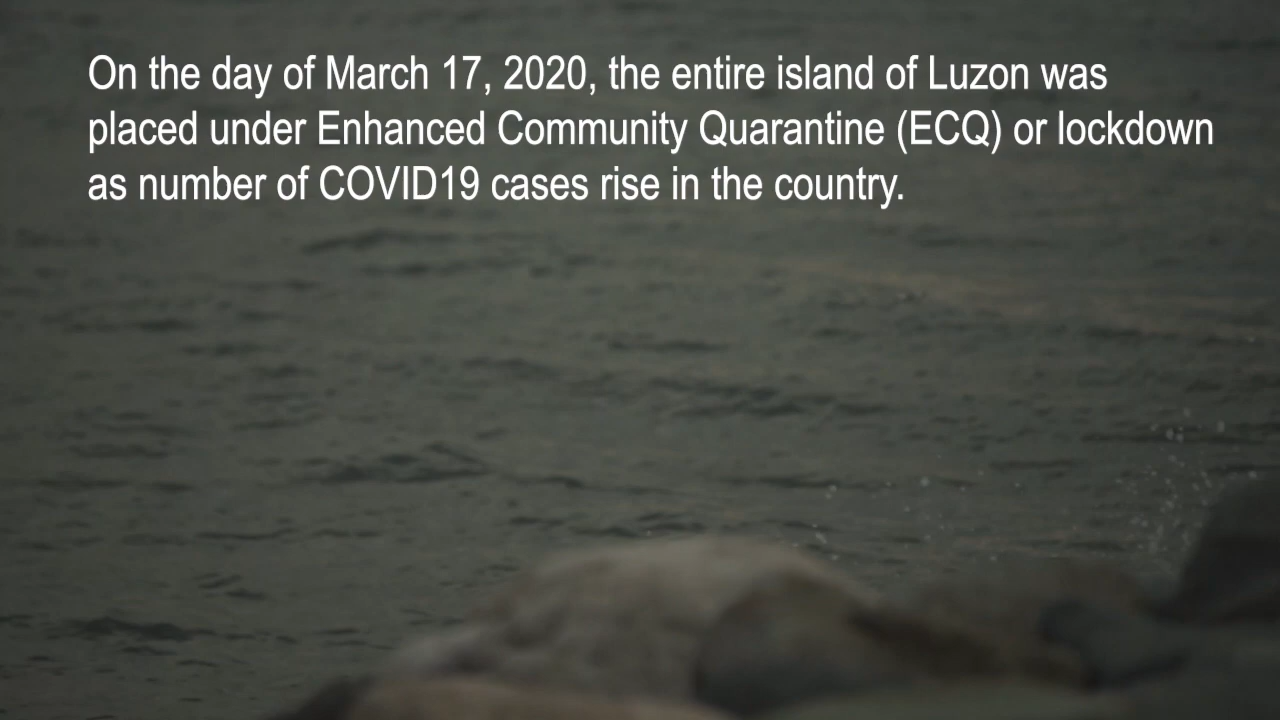 On the day of March 17, 2020, the entire island of Luzon was
placed under Enhanced Community Quarantine (ECQ) or lockdown
as number of COVID19 cases rise in the country.